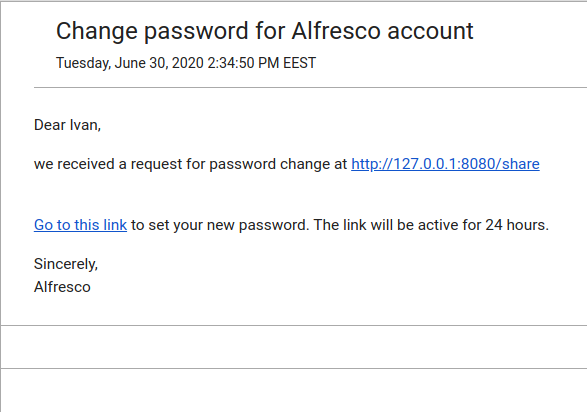 Change password for Alfresco account
Tuesday, June 30, 2020 2:34:50 PM EEST
Dear Ivan,
we received a request for password change at http://127.0.0.1:8080/share
Go to this link to set your new password. The link will be active for 24 hours.
Sincerely,
Alfresco